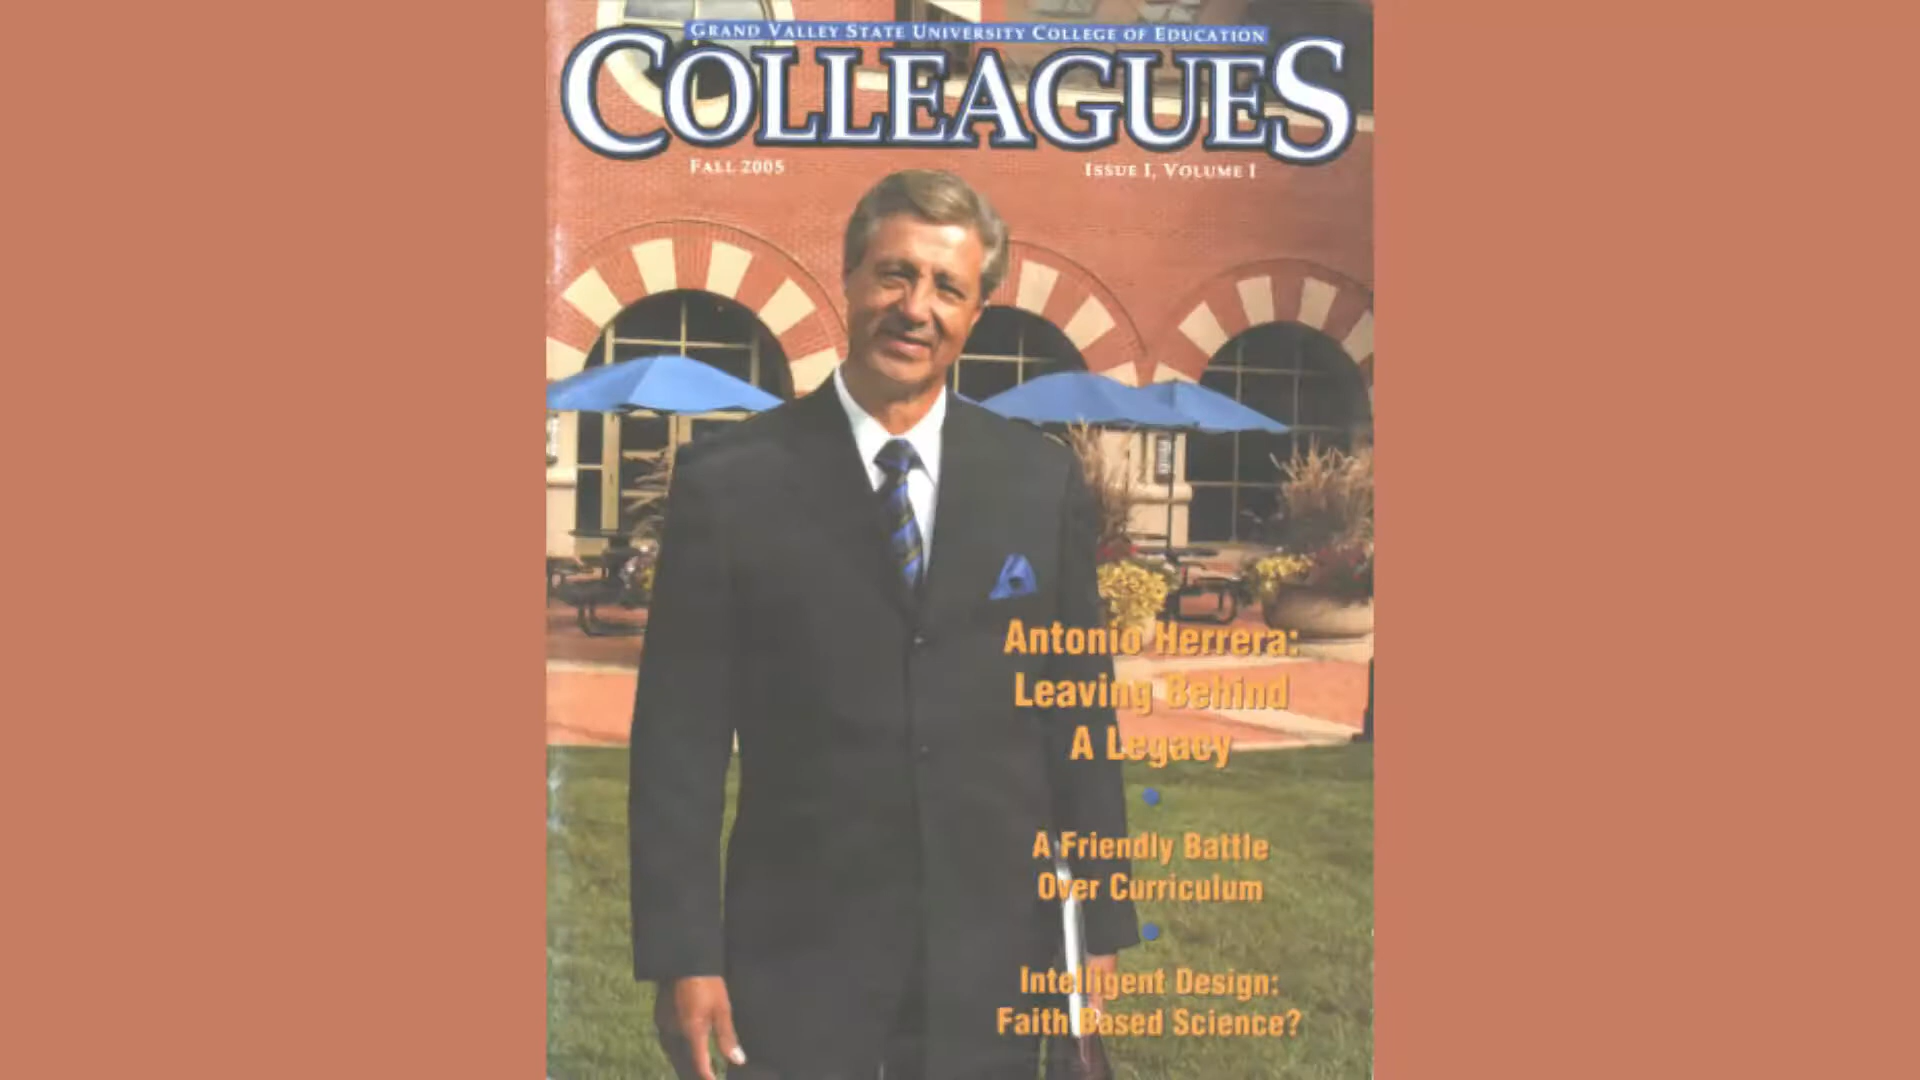 GRAND VALLEY STATE UNIVERSITY COLLEGE OF EDUCATION
COLLEAGUES
FALL 2005
ISSUE I, VOLUME I
Antonio Herrera:
Leaving Behind
A Legacy
A Friendly Battle
Over Curriculum
Intelligent Design:
Faith Based Science?